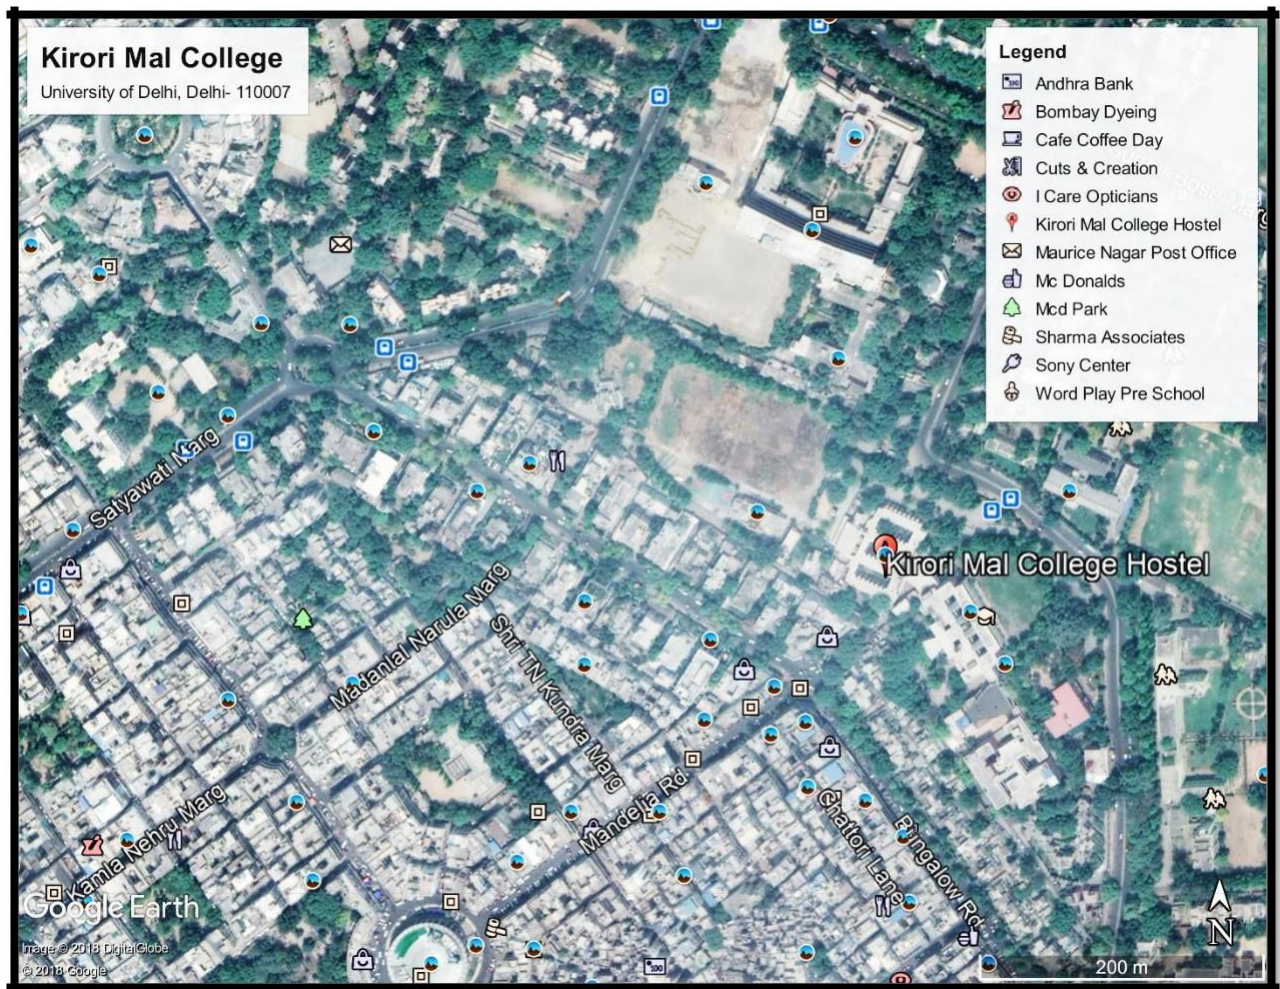 Kirori Mal College
University of Delhi, Delhi- 110007
Legend
Andhra Bank
Bombay Dyeing
Cafe Coffee Day
Cuts & Creation
I Care Opticians
Kirori Mal College Hostel
Maurice Nagar Post Office
Mc Donalds
Mcd Park
Sharma Associates
Sony Center
Word Play Pre School
Satyawati Marg
Kirori Mal College Hostel
Madanlal Narula Marg
Shri TN Kundra Marg
Mandelia Rd
Chattori Lane
Bungalow Rd
Kamla Nehru Marg
Google Earth
Image © 2018 DigitalGlobe
© 2018 Google
N
200 m